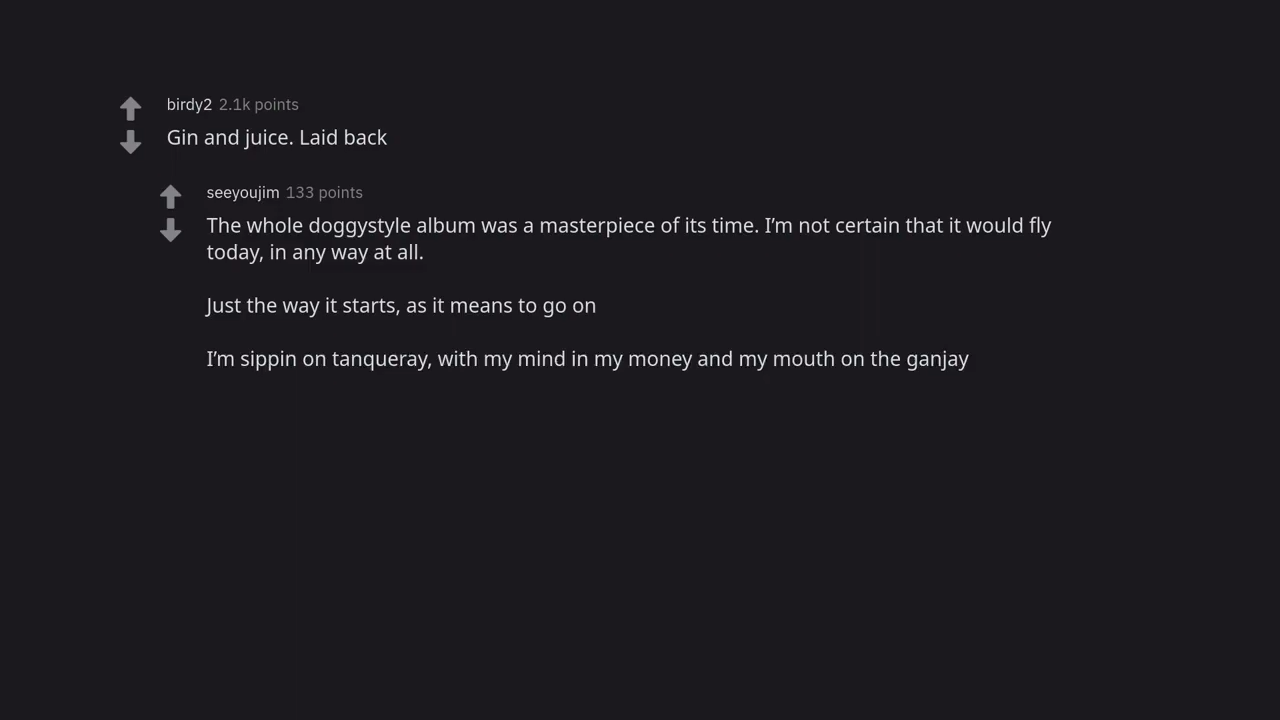 birdy2 2.1k points
Gin and juice. Laid back
seeyoujim 133 points
The whole doggystyle album was a masterpiece of its time. I’m not certain that it would fly
today, in any way at all.
Just the way it starts, as it means to go on
I’m sippin on tanqueray, with my mind in my money and my mouth on the ganjay